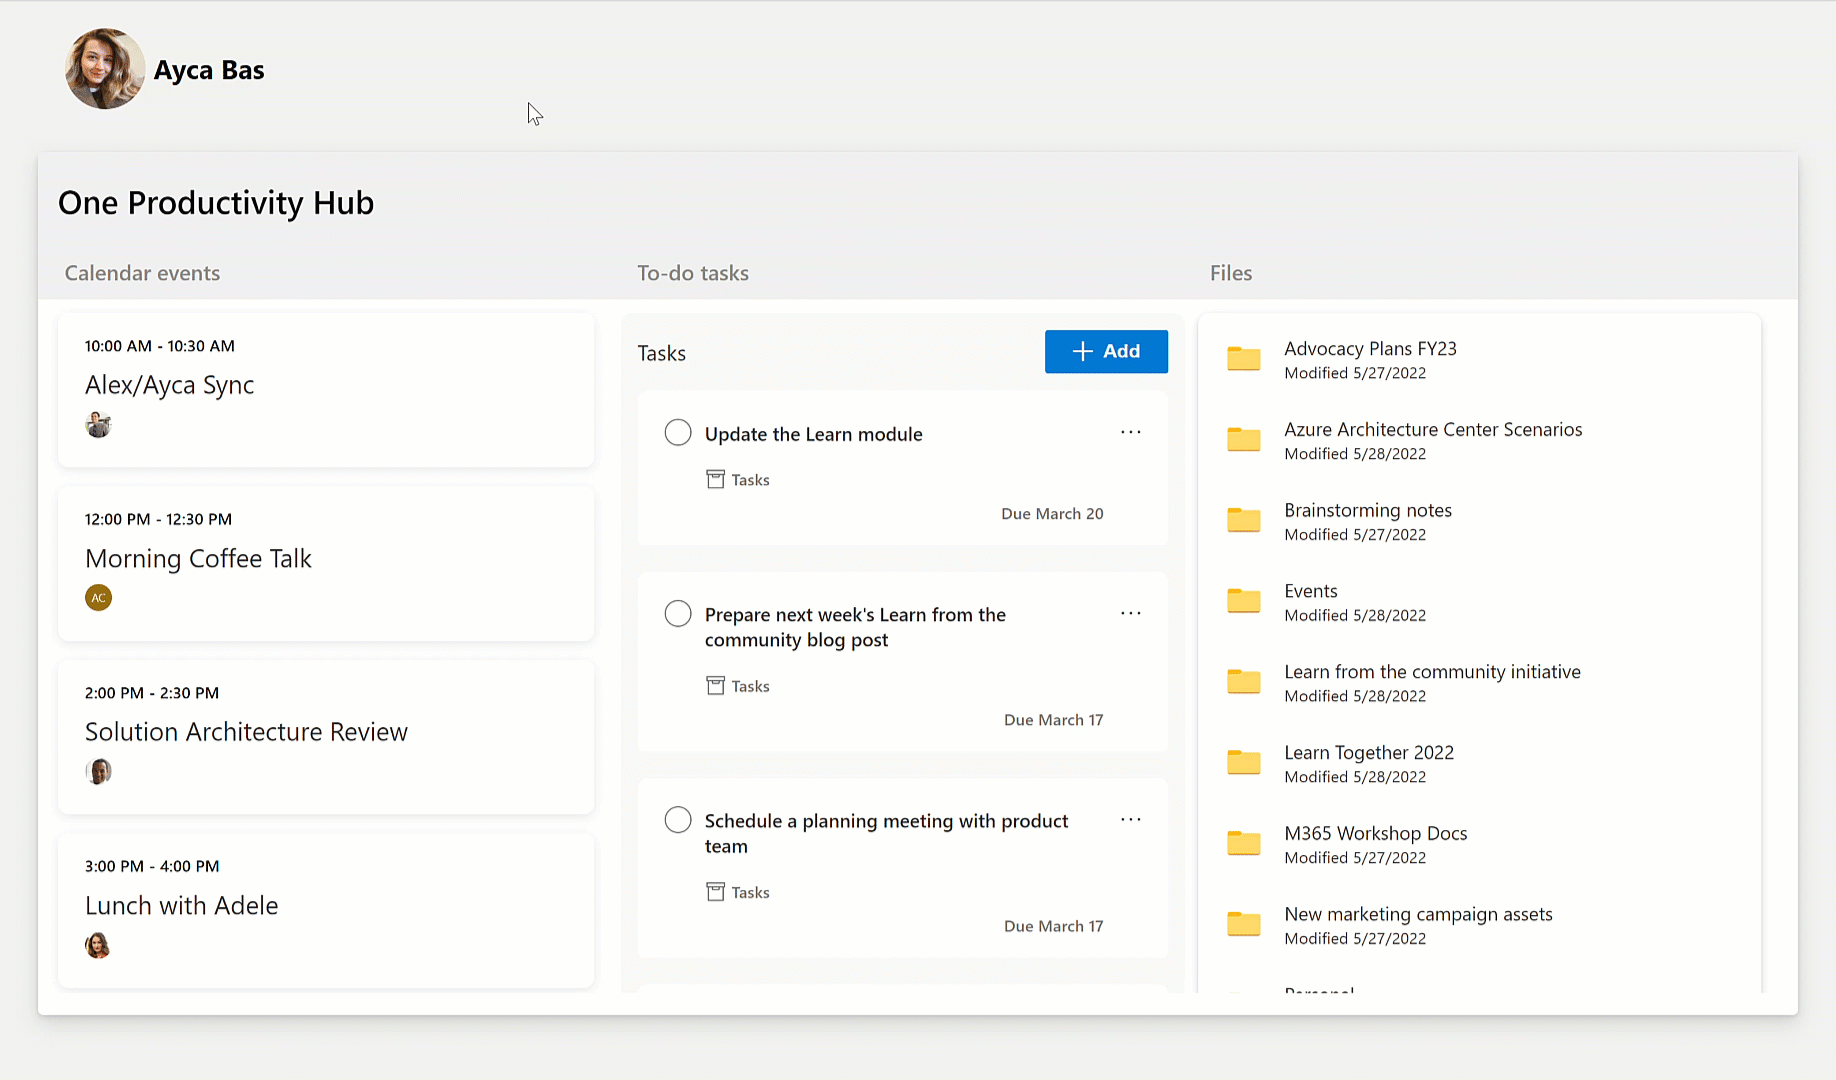 Ayca Bas
One Productivity Hub
Calendar events
To-do tasks
Files
10:00 AM - 10:30 AM
Alex/Ayca Sync
12:00 PM - 12:30 PM
Morning Coffee Talk
AC
2:00 PM - 2:30 PM
Solution Architecture Review
3:00 PM - 4:00 PM
Lunch with Adele
Tasks
Add
Update the Learn module
...
Tasks
Due March 20
Prepare next week's Learn from the
community blog post
...
Tasks
Due March 17
Schedule a planning meeting with product
team
...
Tasks
Due March 17
Advocacy Plans FY23
Modified 5/27/2022
Azure Architecture Center Scenarios
Modified 5/28/2022
Brainstorming notes
Modified 5/27/2022
Events
Modified 5/28/2022
Learn from the community initiative
Modified 5/28/2022
Learn Together 2022
Modified 5/28/2022
M365 Workshop Docs
Modified 5/27/2022
New marketing campaign assets
Modified 5/27/2022
Personal